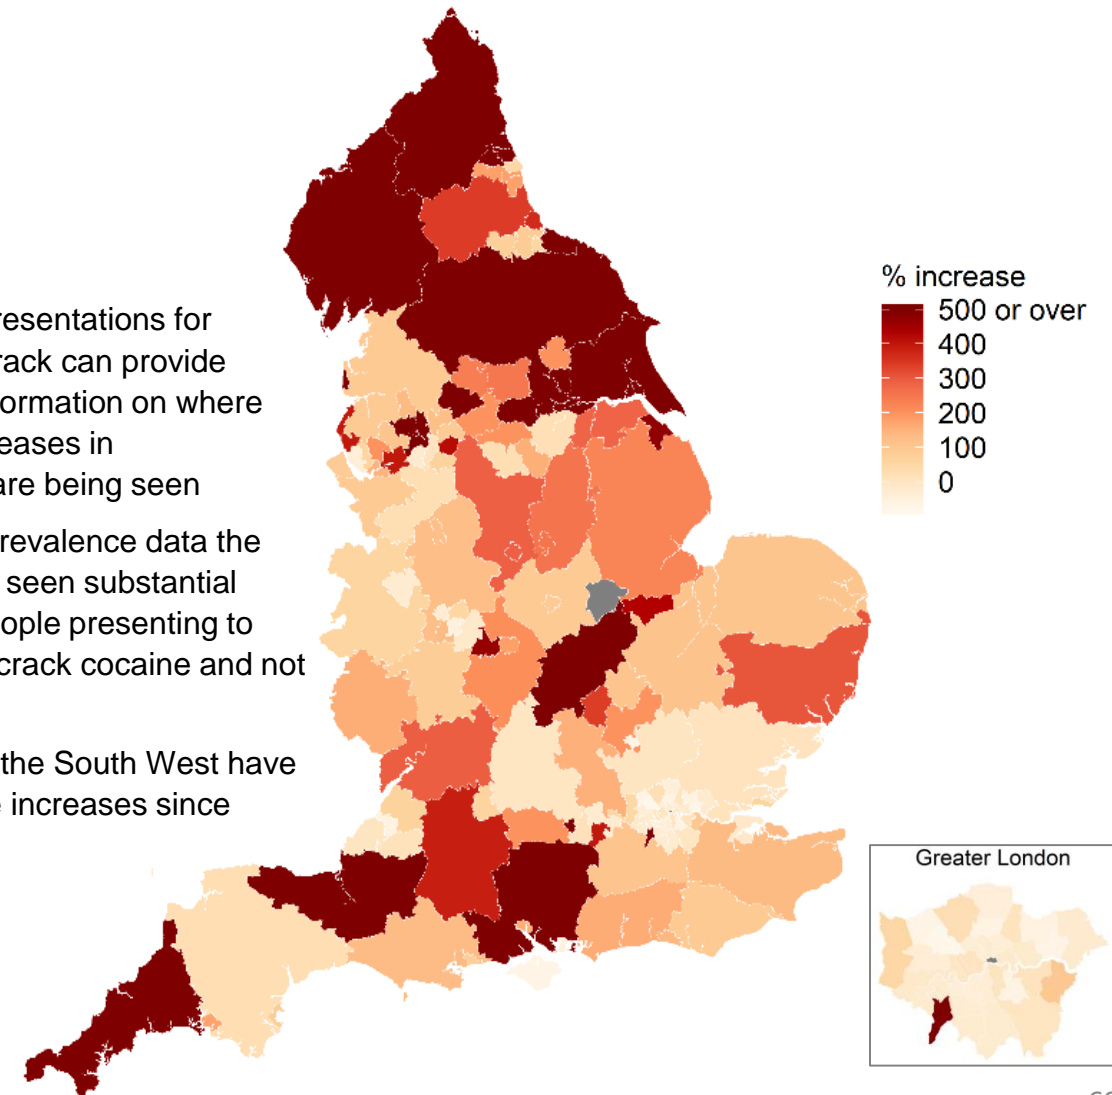 resentations for
rack can provide
formation on where
eases in
are being seen
revalence data the
seen substantial
ople presenting to
crack cocaine and not
the South West have
e increases since
% increase
500 or over
400
300
200
100
0
Greater London